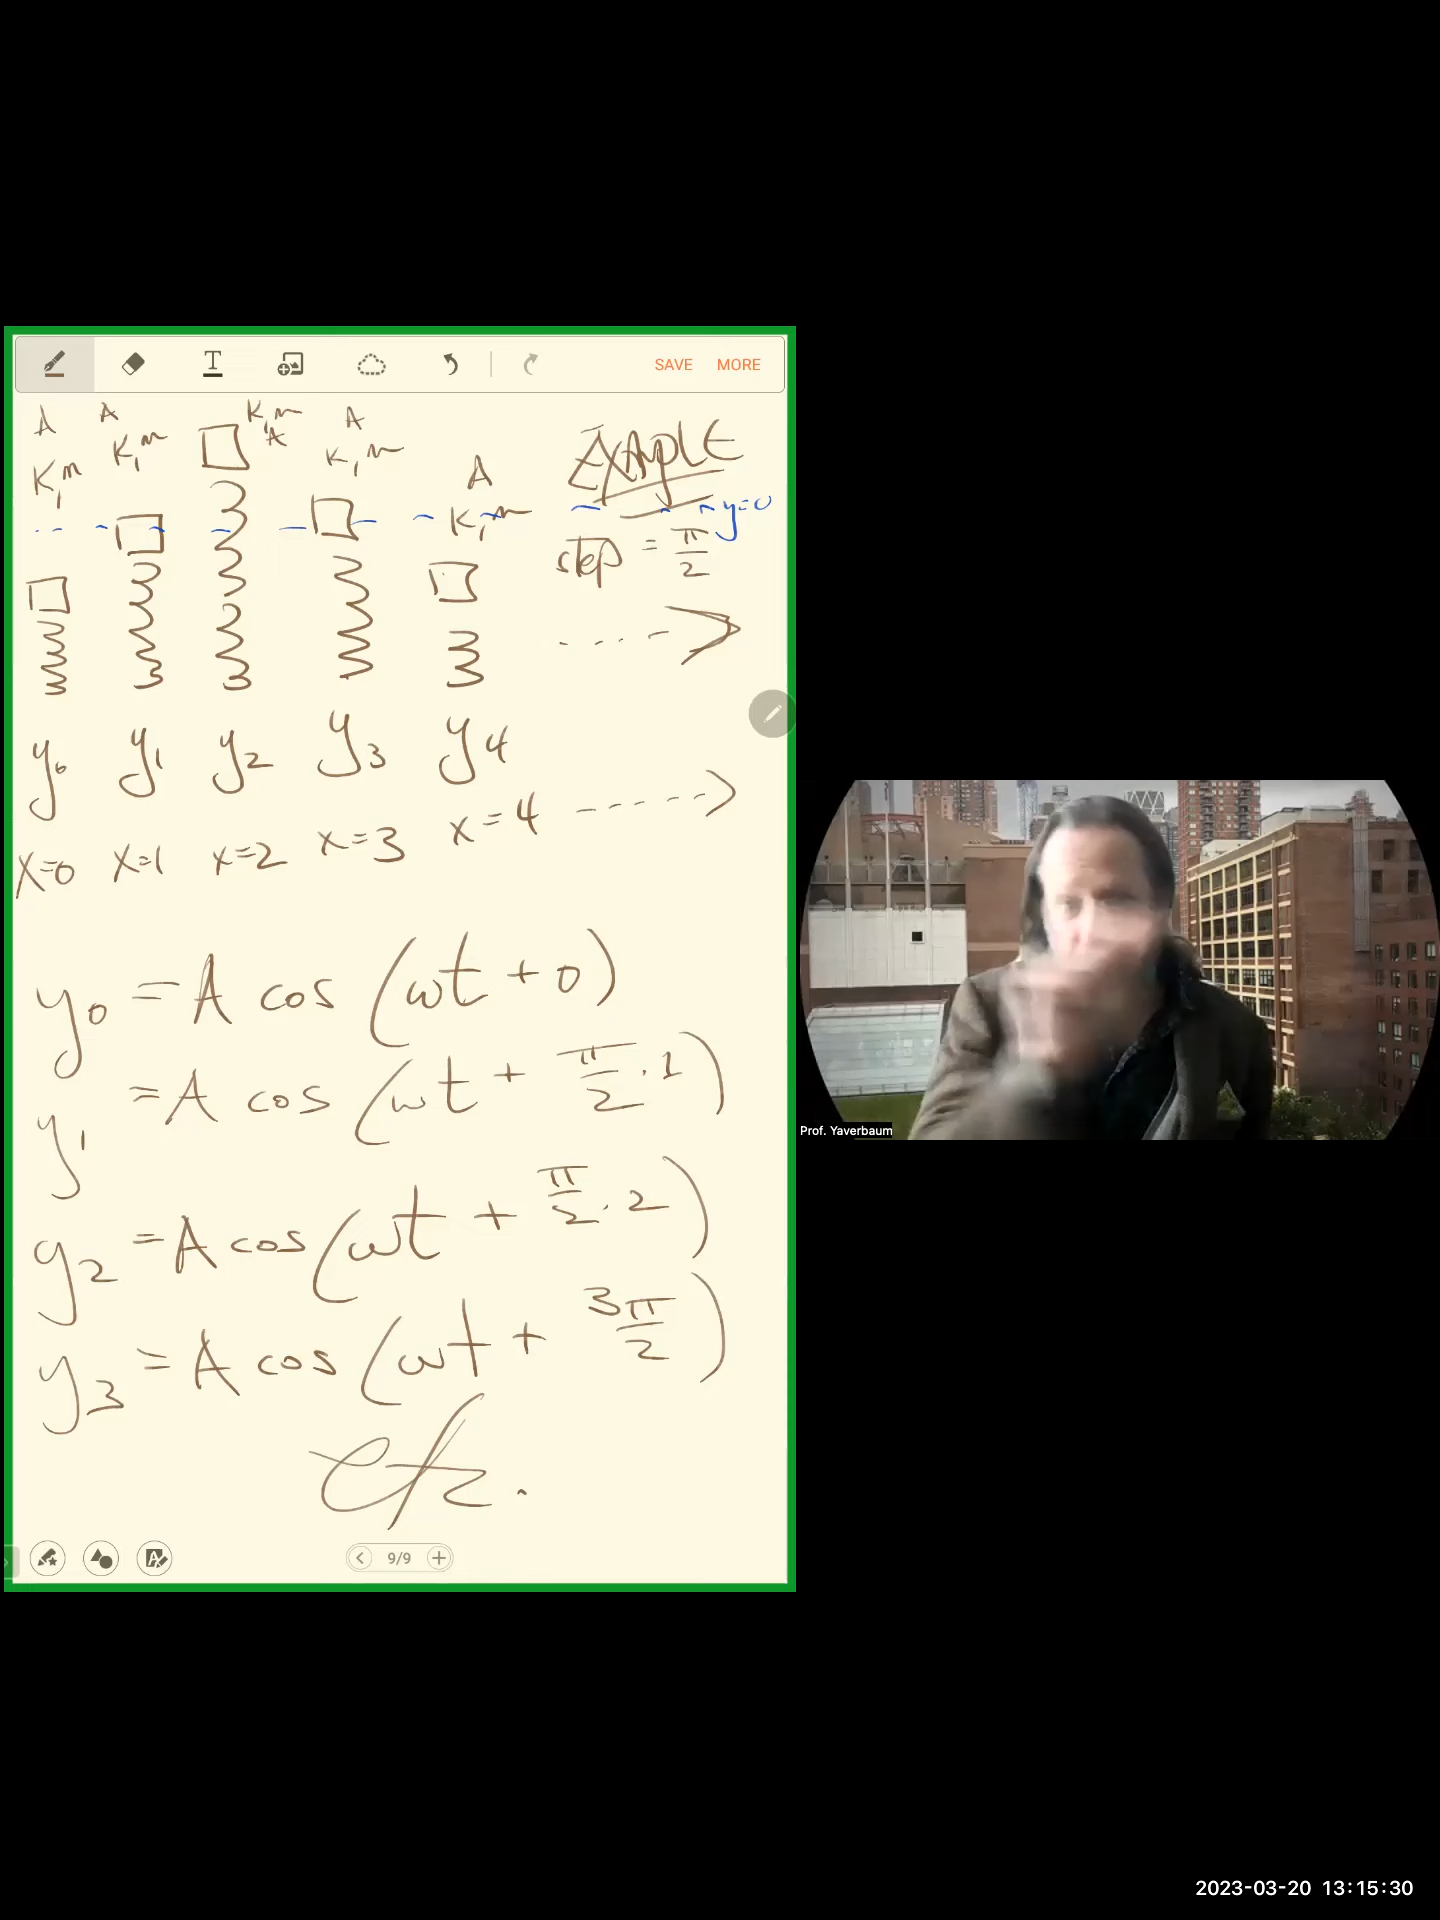 SAVE MORE
A A K,m A A
K,m K,m K,m A
K,m
EXAPLE
y=0
step = π/2
y₀ y₁ y₂ y₃ y₄
x=0 x=1 x=2 x=3 x=4 ----->
y₀ = A cos (ωt + 0)
y₁ = A cos (ωt + π/2 · 1)
y₂ = A cos (ωt + π/2 · 2)
y₃ = A cos (ωt + 3π/2)
etc.
9/9
Prof. Yaverbaum
2023-03-20 13:15:30